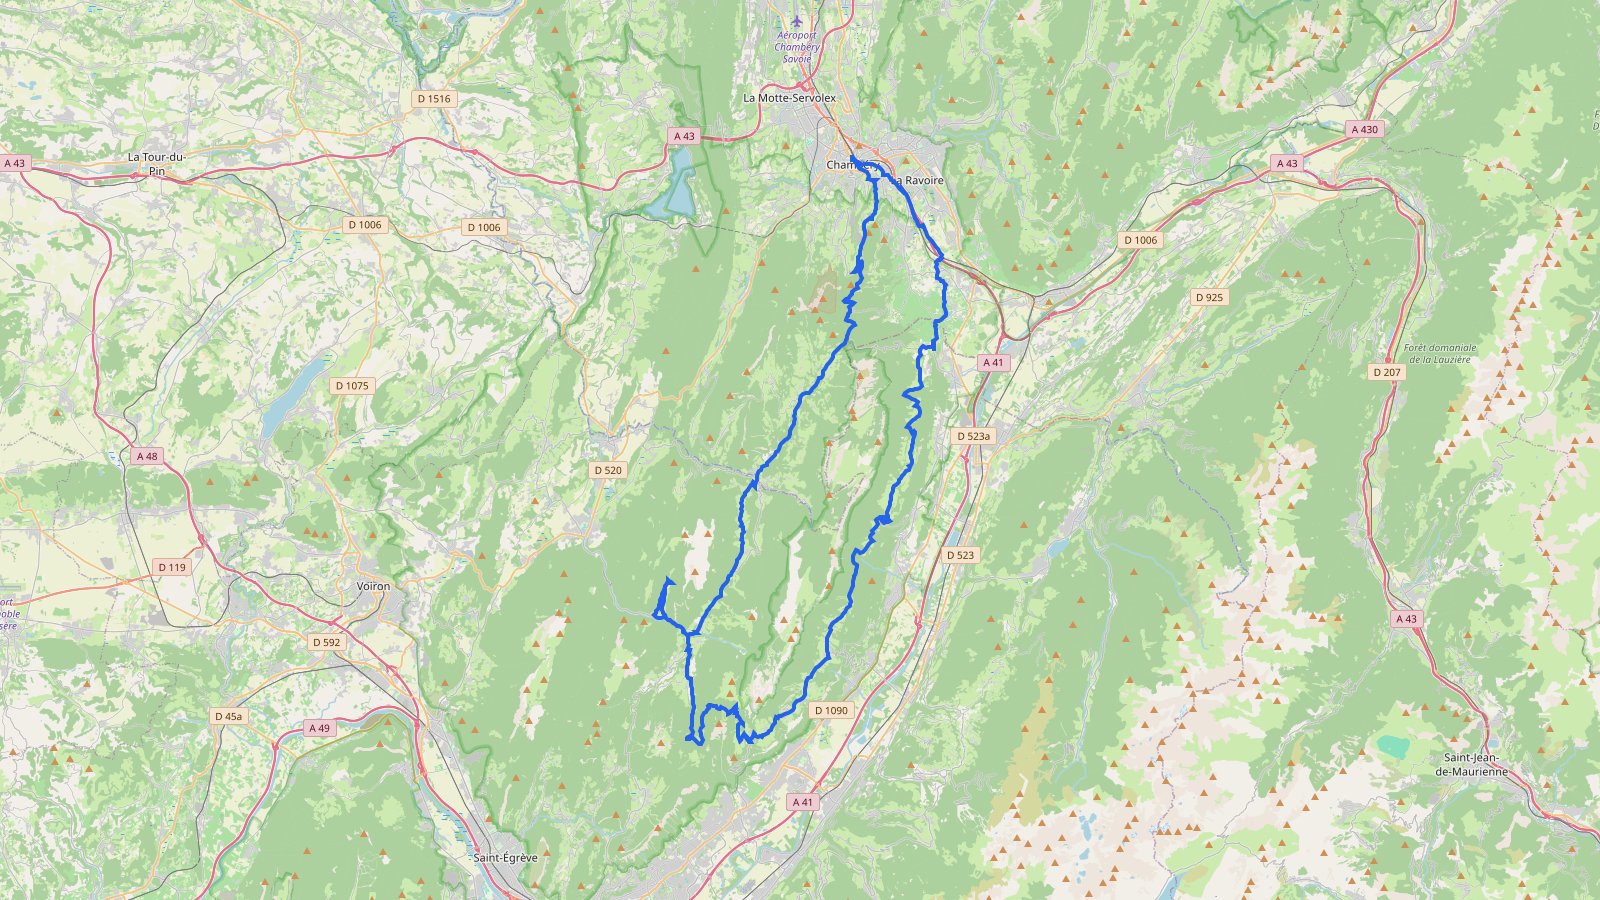 Aéroport
Chambéry
Savoie
La Motte-Servolex
D 1516
A 43
A 430
La Tour-du-
Pin
A 43
A 43
La Ravoire
D 1006
D 1006
D 1006
D 925
Forêt domaniale
de la Lauzière
A 41
D 1075
D 207
D 523a
A 48
D 520
D 523
D 119
Voiron
A 43
D 592
D 1090
D 45a
A 49
Saint-Jean-
de-Maurienne
A 41
Saint-Égrève